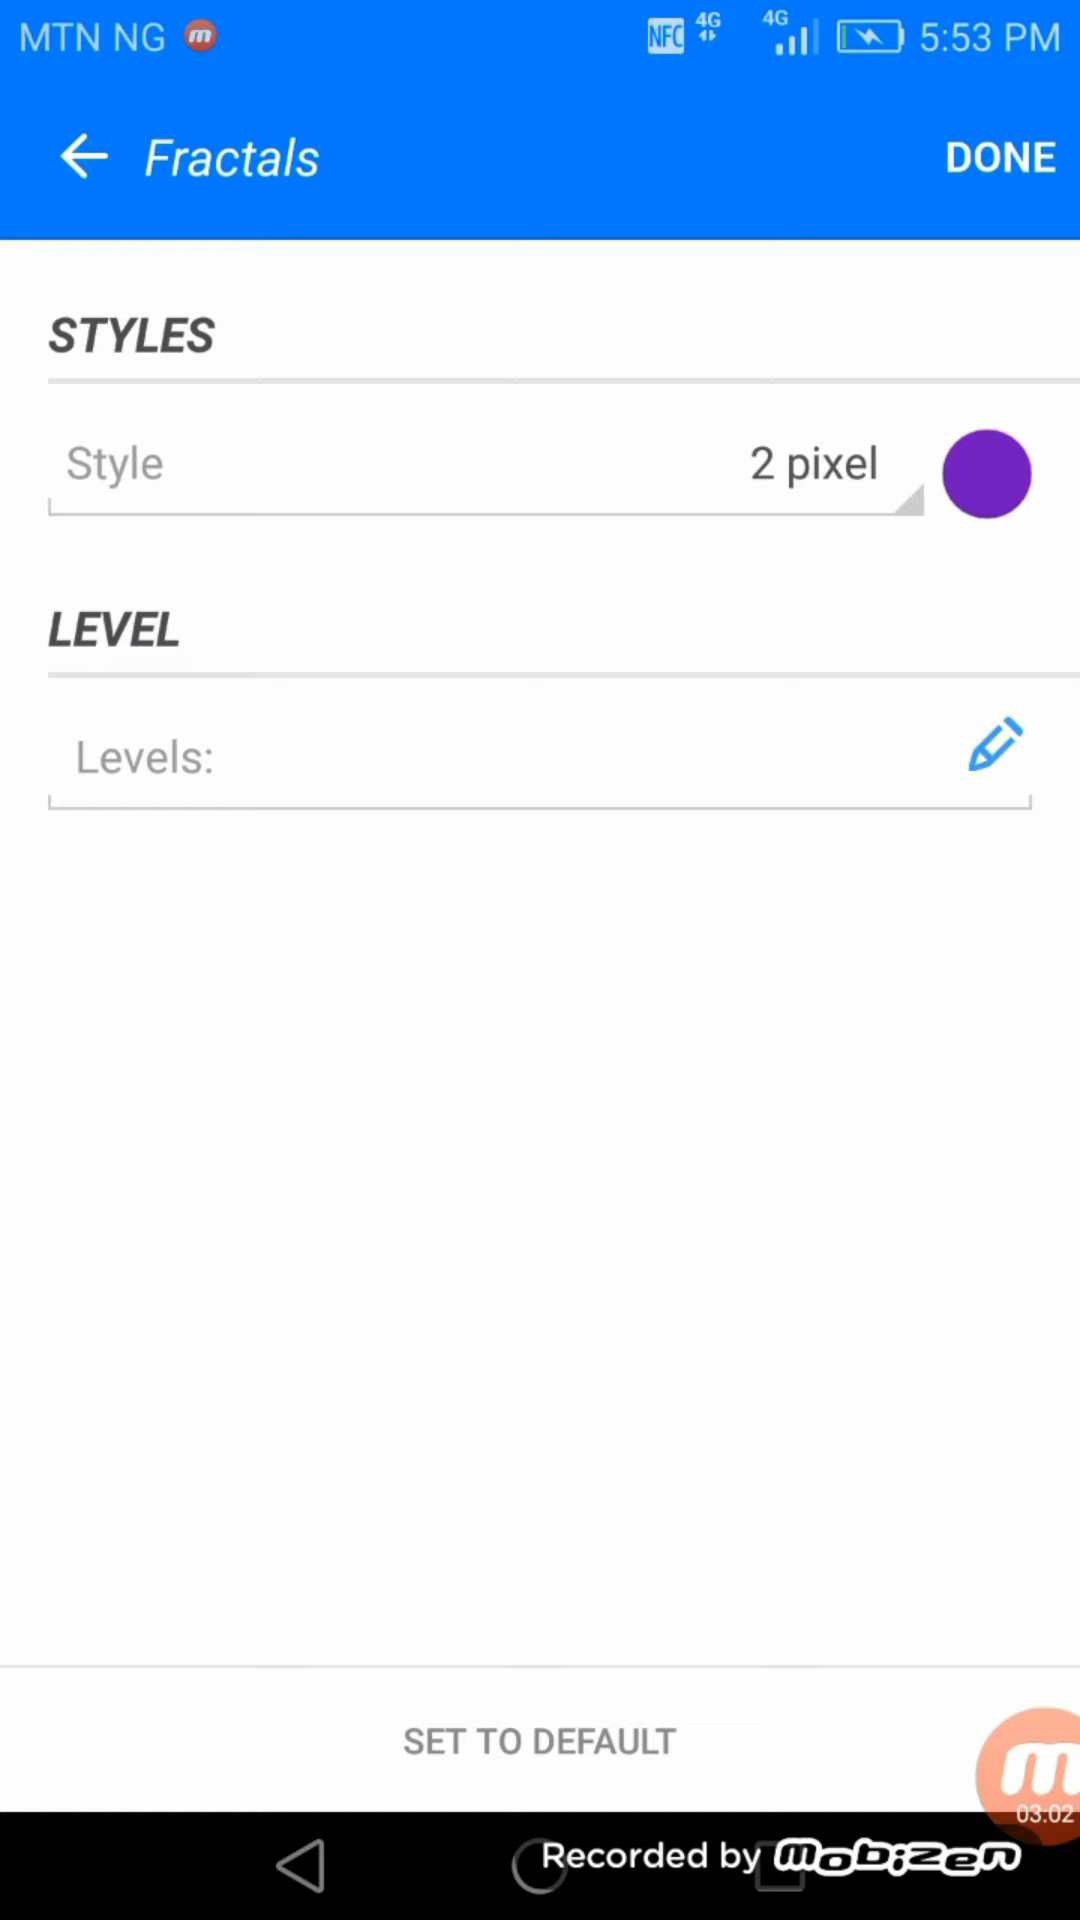 MTN NG m NFC 4G 4G 5:53 PM
Fractals DONE
STYLES
Style 2 pixel
LEVEL
Levels:
SET TO DEFAULT
m
03:02
Recorded by mobizen